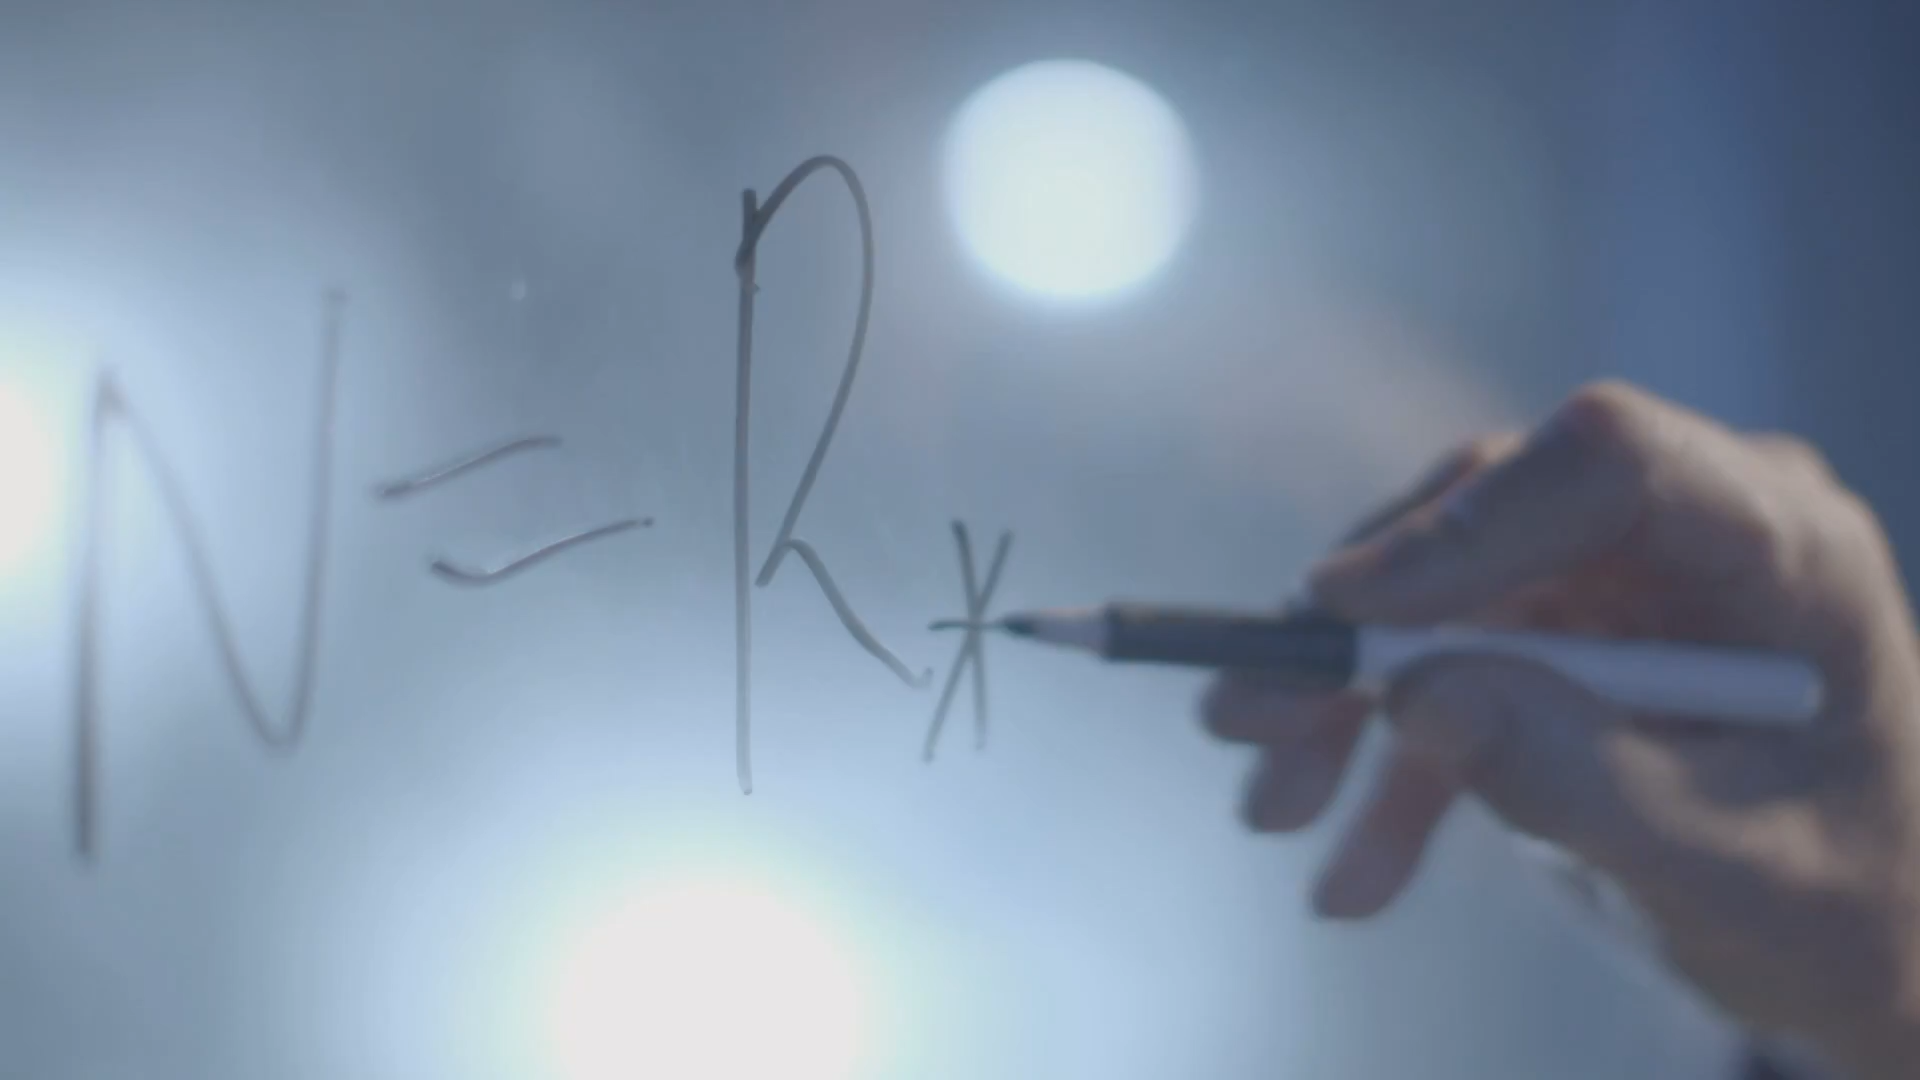 N = R*